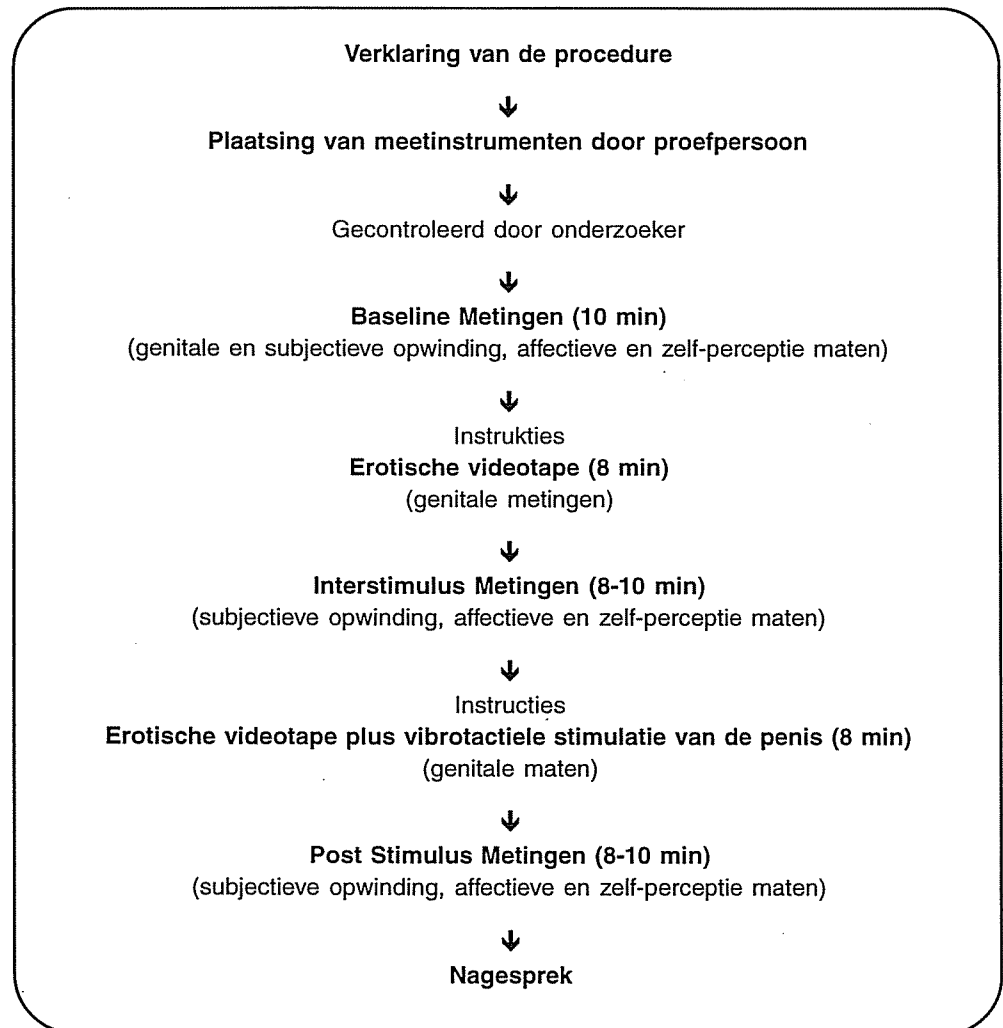 Verklaring van de procedure
Plaatsing van meetinstrumenten door proefpersoon
Gecontroleerd door onderzoeker
Baseline Metingen (10 min)
(genitale en subjectieve opwinding, affectieve en zelf-perceptie maten)
Instrukties
Erotische videotape (8 min)
(genitale metingen)
Interstimulus Metingen (8-10 min)
(subjectieve opwinding, affectieve en zelf-perceptie maten)
Instructies
Erotische videotape plus vibrotactiele stimulatie van de penis (8 min)
(genitale maten)
Post Stimulus Metingen (8-10 min)
(subjectieve opwinding, affectieve en zelf-perceptie maten)
Nagesprek